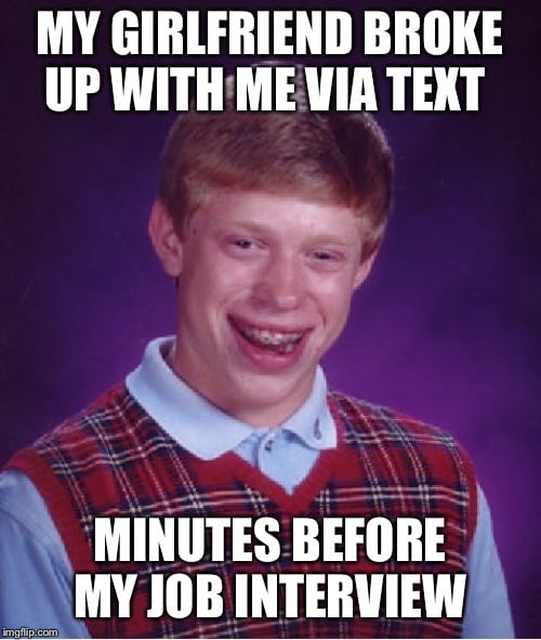 MY GIRLFRIEND BROKE
UP WITH ME VIA TEXT
MINUTES BEFORE
MY JOB INTERVIEW
imgflip.com